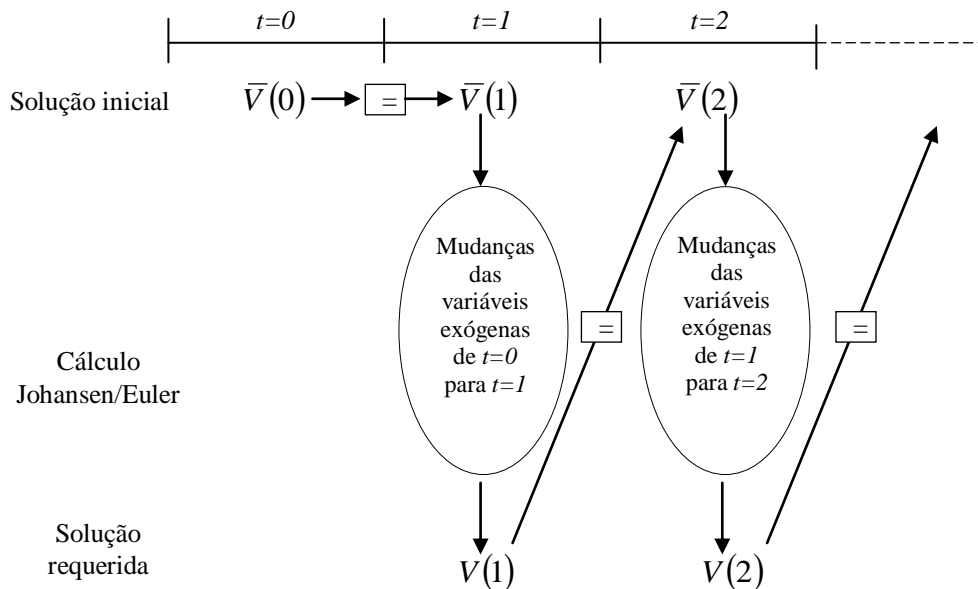 t=0 t=1 t=2
Solução inicial V̅(0) = V̅(1) V̅(2)
Mudanças
das
variáveis
exógenas
de t=0
para t=1
Mudanças
das
variáveis
exógenas
de t=1
para t=2
= =
Cálculo
Johansen/Euler
Solução
requerida
V(1) V(2)